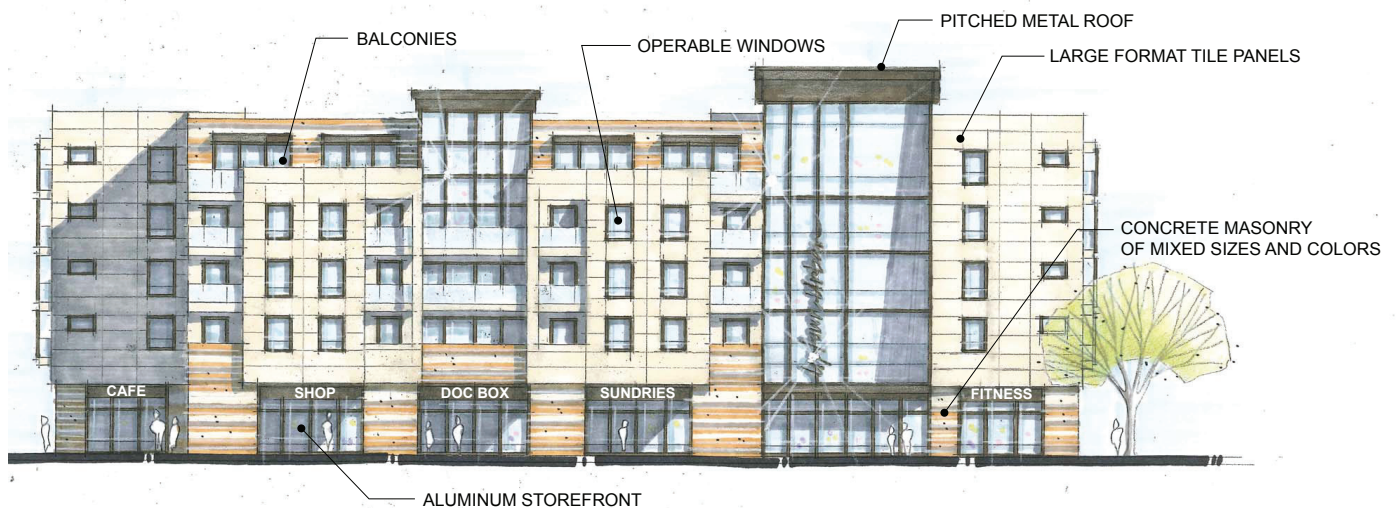 PITCHED METAL ROOF
BALCONIES
OPERABLE WINDOWS
LARGE FORMAT TILE PANELS
CONCRETE MASONRY
OF MIXED SIZES AND COLORS
CAFE
SHOP
DOC BOX
SUNDRIES
FITNESS
ALUMINUM STOREFRONT